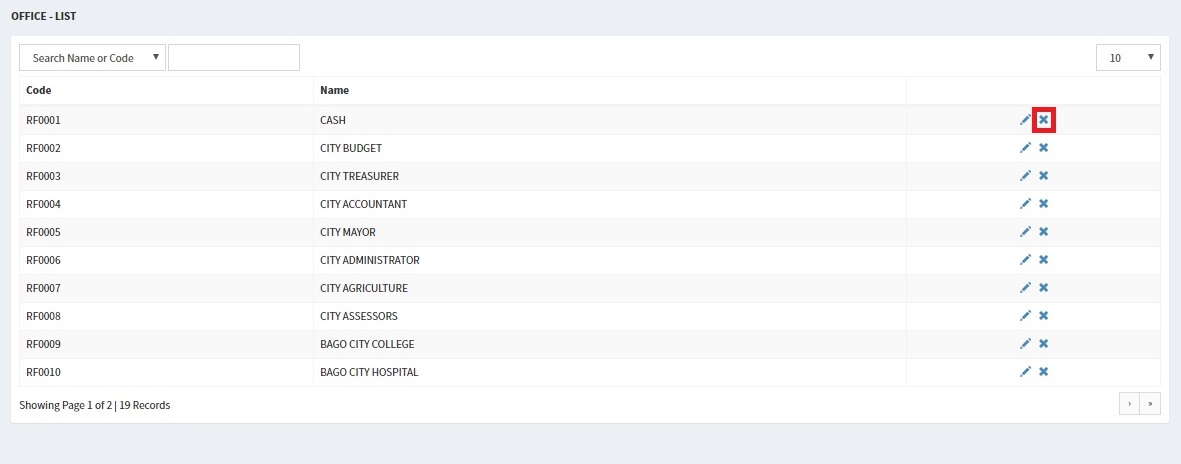 OFFICE - LIST
Search Name or Code 10
Code Name
RF0001 CASH
RF0002 CITY BUDGET
RF0003 CITY TREASURER
RF0004 CITY ACCOUNTANT
RF0005 CITY MAYOR
RF0006 CITY ADMINISTRATOR
RF0007 CITY AGRICULTURE
RF0008 CITY ASSESSORS
RF0009 BAGO CITY COLLEGE
RF0010 BAGO CITY HOSPITAL
Showing Page 1 of 2 | 19 Records › »